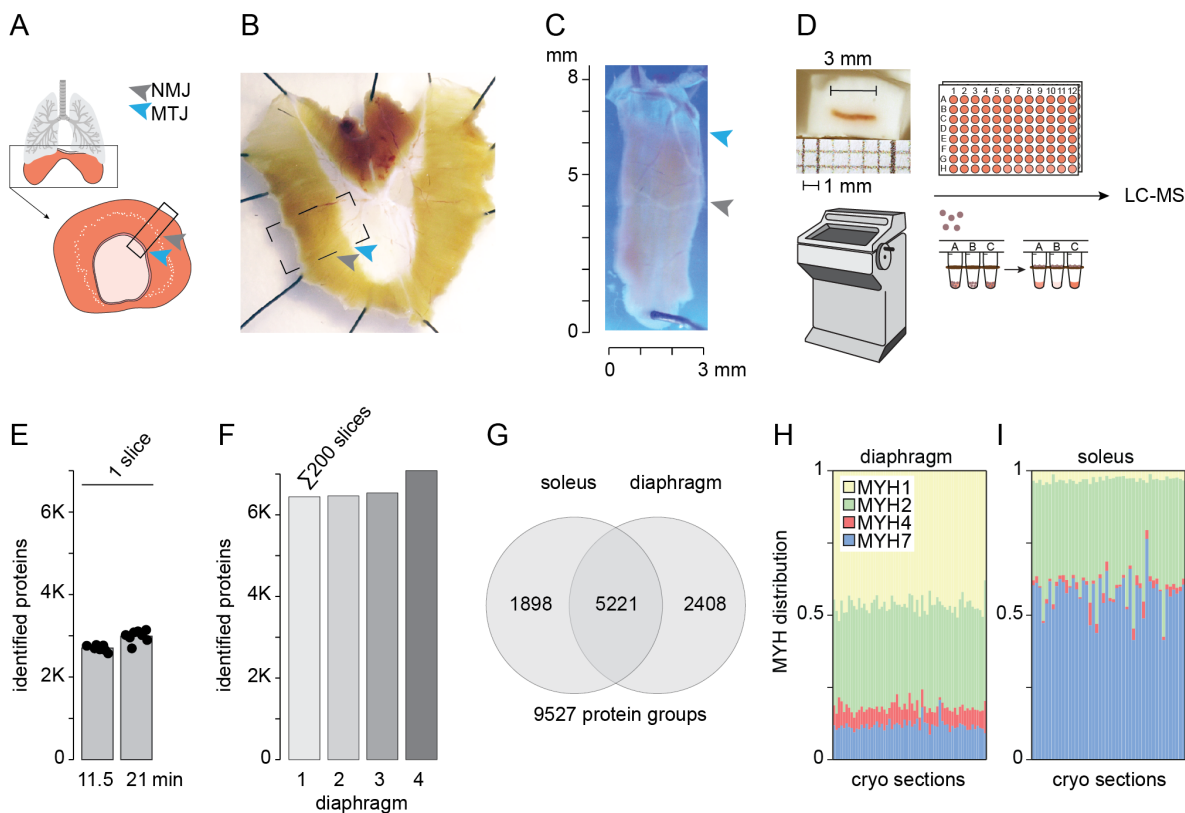 A
NMJ
MTJ
B
C
mm
8
5
2
0
0
3 mm
D
3 mm
1 mm
1 2 3 4 5 6 7 8 9 10 11 12
A
B
C
D
E
F
G
H
LC-MS
A B C
A B C
E
1 slice
identified proteins
6K
4K
2K
0
11.5 21 min
F
∑200 slices
identified proteins
6K
4K
2K
0
1 2 3 4
diaphragm
G
soleus diaphragm
1898 5221 2408
9527 protein groups
H
diaphragm
MYH distribution
1
0.5
0
MYH1
MYH2
MYH4
MYH7
cryo sections
I
soleus
1
0.5
0
cryo sections